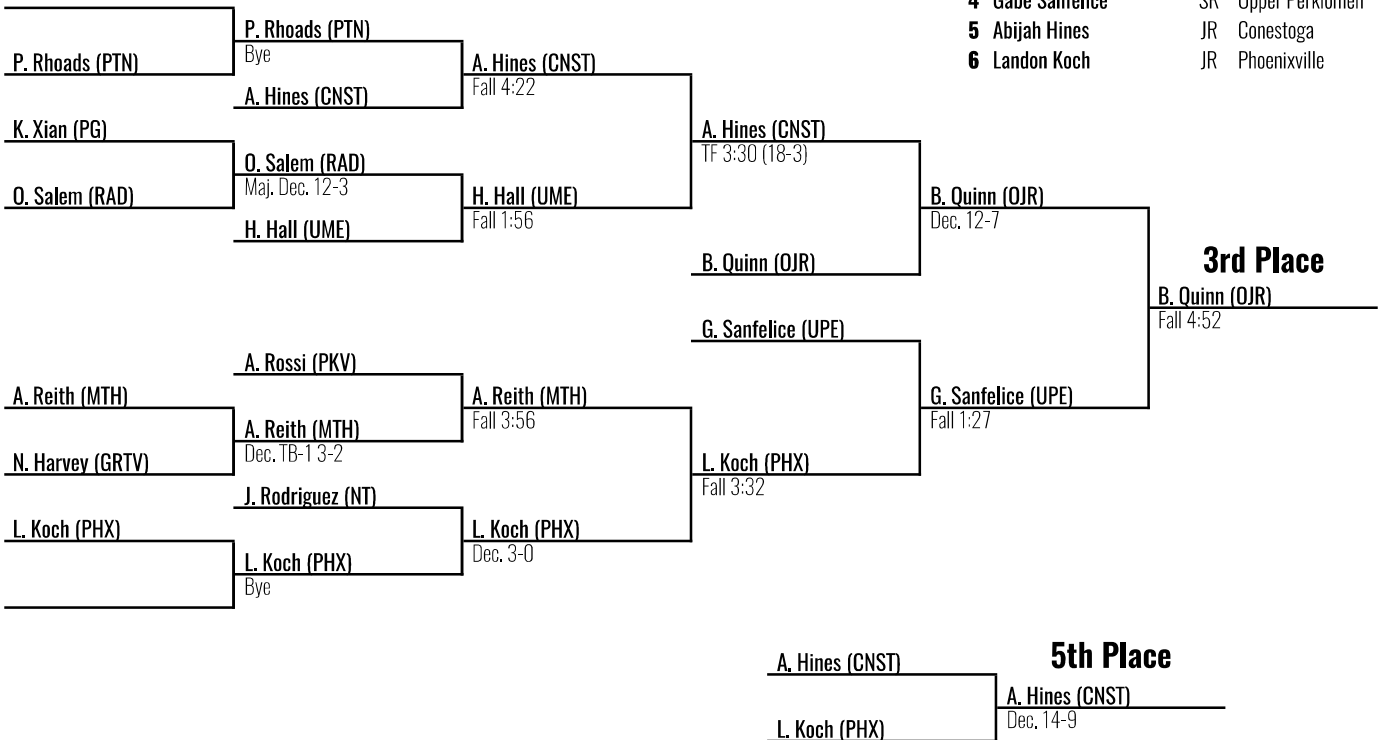 4 Gabe Sanfelice SR Upper Perkiomen
5 Abijah Hines JR Conestoga
6 Landon Koch JR Phoenixville
P. Rhoads (PTN)
Bye
P. Rhoads (PTN)
A. Hines (CNST)
Fall 4:22
A. Hines (CNST)
K. Xian (PG)
A. Hines (CNST)
TF 3:30 (18-3)
O. Salem (RAD)
Maj. Dec. 12-3
O. Salem (RAD)
H. Hall (UME)
Fall 1:56
B. Quinn (OJR)
Dec. 12-7
H. Hall (UME)
B. Quinn (OJR)
3rd Place
B. Quinn (OJR)
Fall 4:52
G. Sanfelice (UPE)
A. Rossi (PKV)
A. Reith (MTH)
A. Reith (MTH)
Fall 3:56
G. Sanfelice (UPE)
Fall 1:27
A. Reith (MTH)
Dec. TB-1 3-2
N. Harvey (GRTV)
L. Koch (PHX)
Fall 3:32
J. Rodriguez (NT)
L. Koch (PHX)
L. Koch (PHX)
Dec. 3-0
L. Koch (PHX)
Bye
5th Place
A. Hines (CNST)
A. Hines (CNST)
Dec. 14-9
L. Koch (PHX)